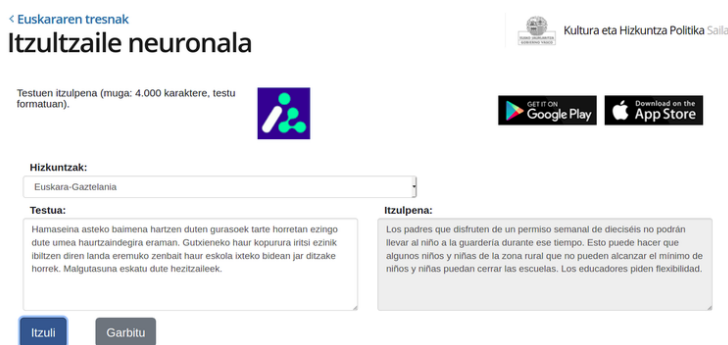 < Euskararen tresnak
Itzultzaile neuronala
Kultura eta Hizkuntza Politika Saila
Testuen itzulpena (muga: 4.000 karaktere, testu
formatuan).
GET IT ON
Google Play
Download on the
App Store
Hizkuntzak:
Euskara-Gaztelania
Testua:
Hamaseina asteko baimena hartzen duten gurasoek tarte horretan ezingo
dute umea haurtzaindegira eraman. Gutxieneko haur kopurura iritsi ezinik
ibiltzen diren landa eremuko zenbait haur eskola ixteko bidean jar ditzake
horrek. Malgutasuna eskatu dute hezitzaileek.
Itzulpena:
Los padres que disfruten de un permiso semanal de dieciséis no podrán
llevar al niño a la guardería durante ese tiempo. Esto puede hacer que
algunos niños y niñas de la zona rural que no pueden alcanzar el mínimo de
niños y niñas puedan cerrar las escuelas. Los educadores piden flexibilidad.
Itzuli
Garbitu